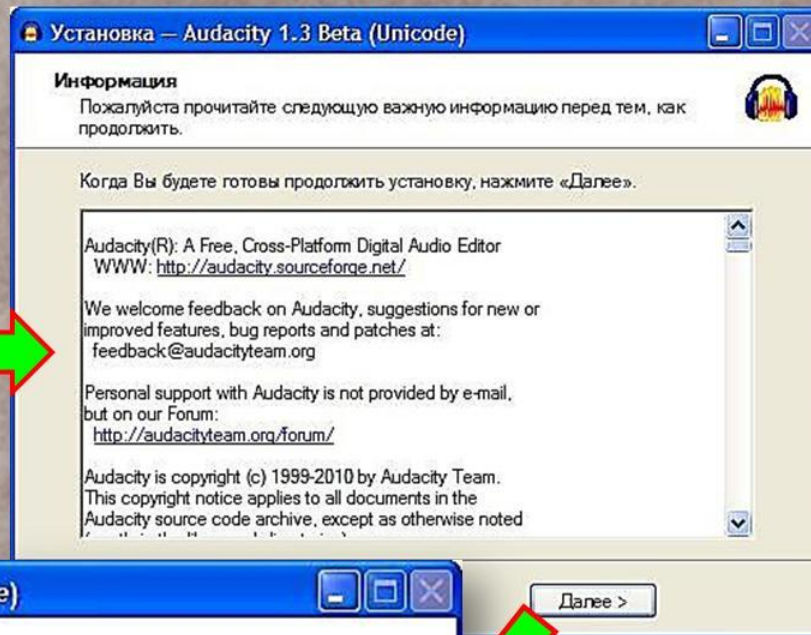 Установка — Audacity 1.3 Beta (Unicode)
Информация
Пожалуйста прочитайте следующую важную информацию перед тем, как
продолжить.
Когда Вы будете готовы продолжить установку, нажмите «Далее».
Audacity(R): A Free, Cross-Platform Digital Audio Editor
WWW: http://audacity.sourceforge.net/
We welcome feedback on Audacity, suggestions for new or
improved features, bug reports and patches at:
feedback@audacityteam.org
Personal support with Audacity is not provided by e-mail,
but on our Forum:
http://audacityteam.org/forum/
Audacity is copyright (c) 1999-2010 by Audacity Team.
This copyright notice applies to all documents in the
Audacity source code archive, except as otherwise noted
Далее >
e)